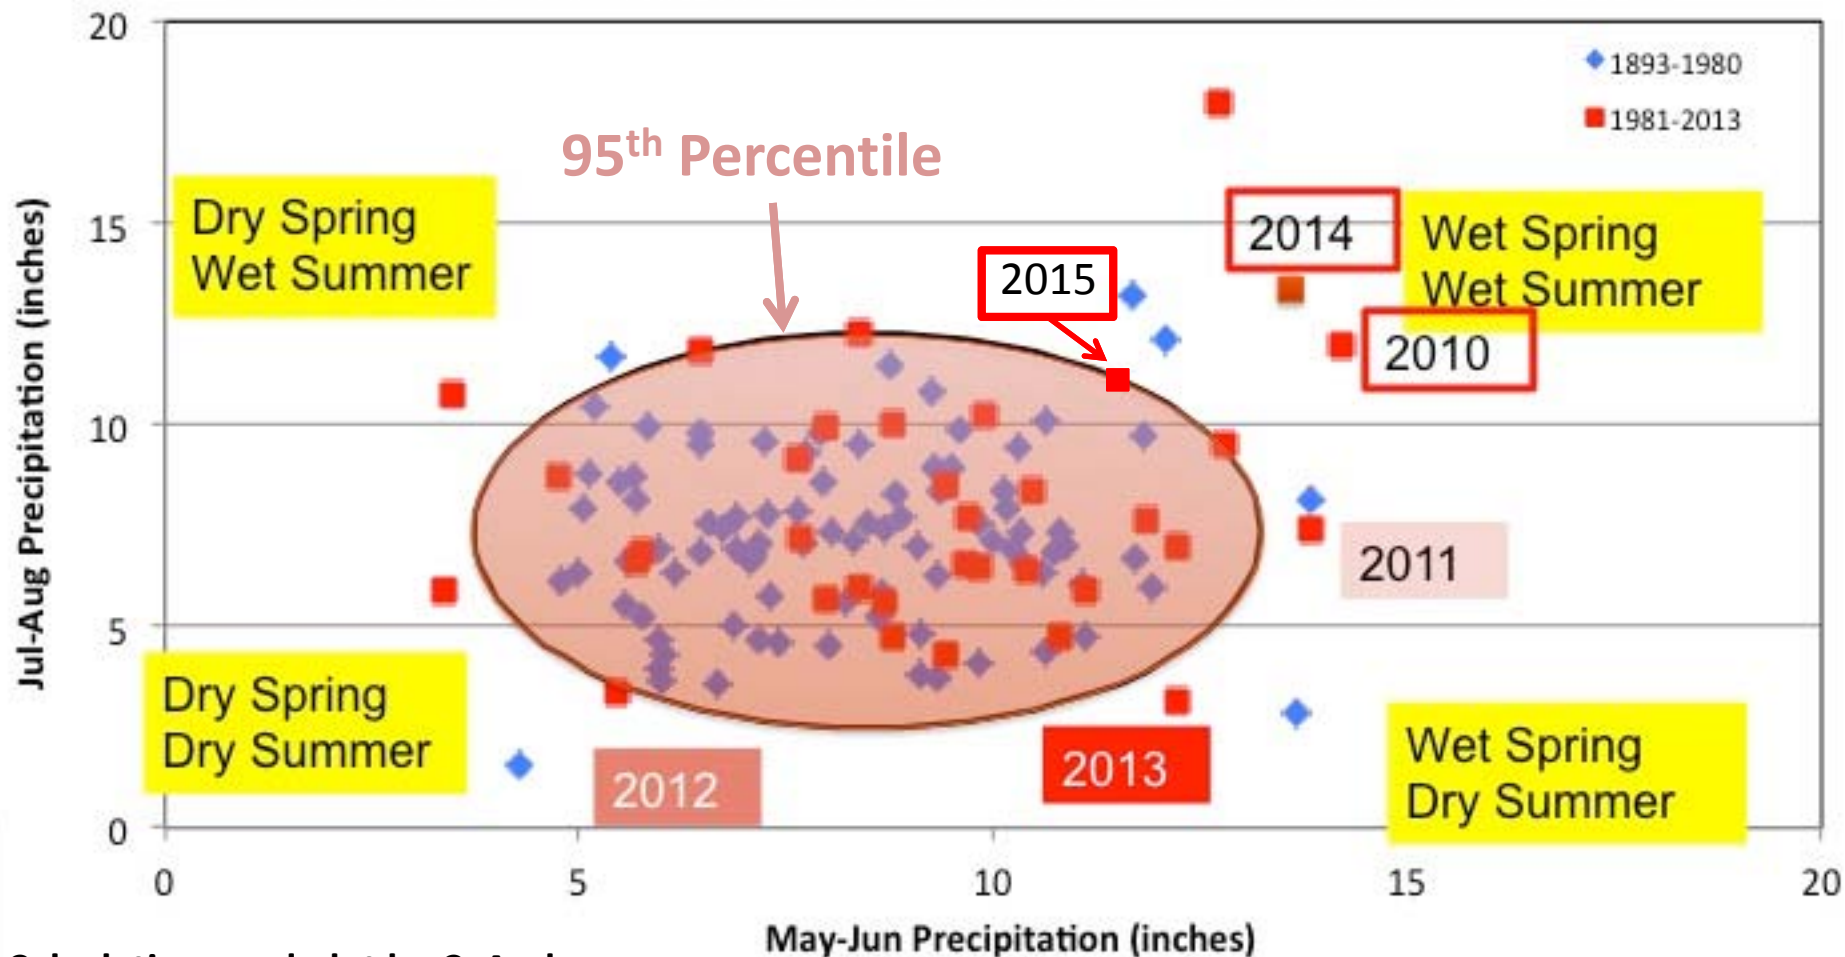 20
15
10
5
0
0
5
10
15
20
Jul-Aug Precipitation (inches)
May-Jun Precipitation (inches)
1893-1980
1981-2013
95th Percentile
Dry Spring
Wet Summer
Wet Spring
Wet Summer
2014
2015
2010
2011
Dry Spring
Dry Summer
2012
2013
Wet Spring
Dry Summer